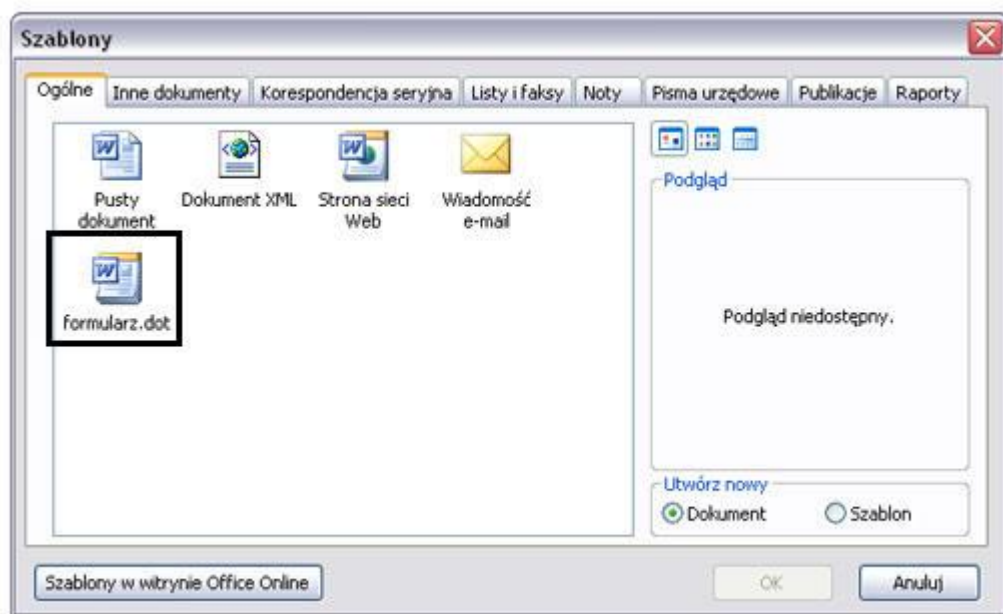 Szablony
Ogólne Inne dokumenty Korespondencja seryjna Listy i faksy Noty Pisma urzędowe Publikacje Raporty
Pusty dokument
Dokument XML
Strona sieci Web
Wiadomość e-mail
formularz.dot
Podgląd
Podgląd niedostępny.
Utwórz nowy
Dokument Szablon
Szablony w witrynie Office Online OK Anuluj